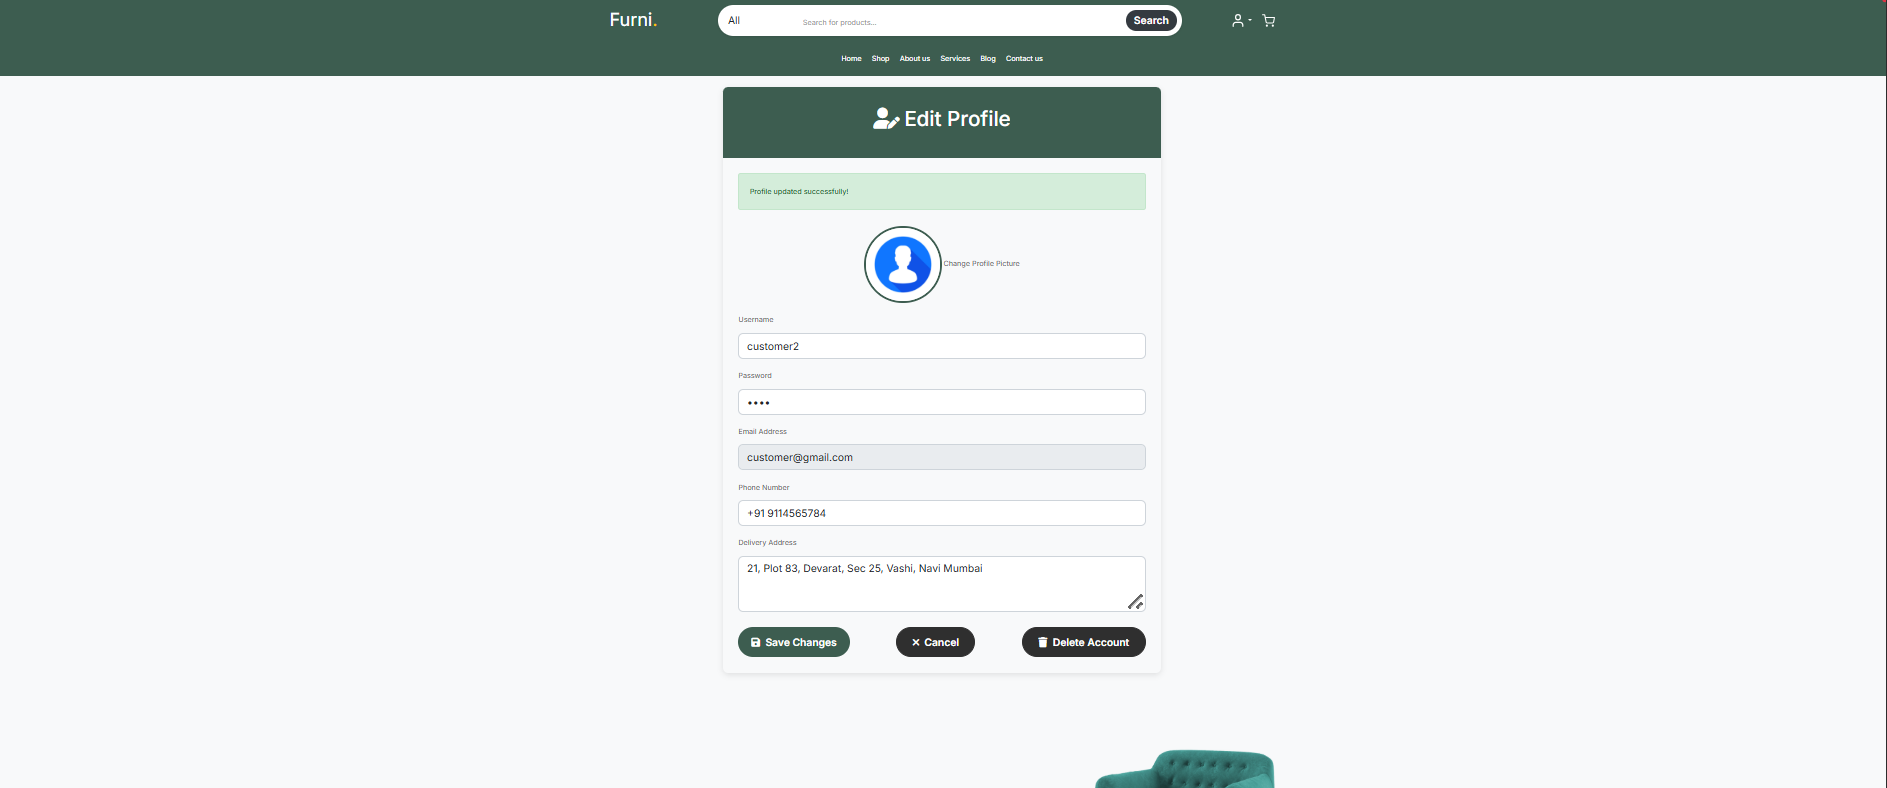 Furni.
All Search for products... Search
Home Shop About us Services Blog Contact us
Edit Profile
Profile updated successfully!
Change Profile Picture
Username
customer2
Password
••••
Email Address
customer@gmail.com
Phone Number
+91 9114565784
Delivery Address
21, Plot 83, Devarat, Sec 25, Vashi, Navi Mumbai
Save Changes Cancel Delete Account